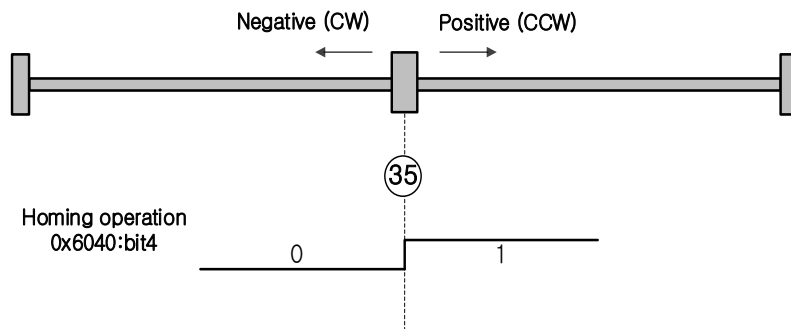 Negative (CW)
Positive (CCW)
35
Homing operation
0x6040:bit4
0
1